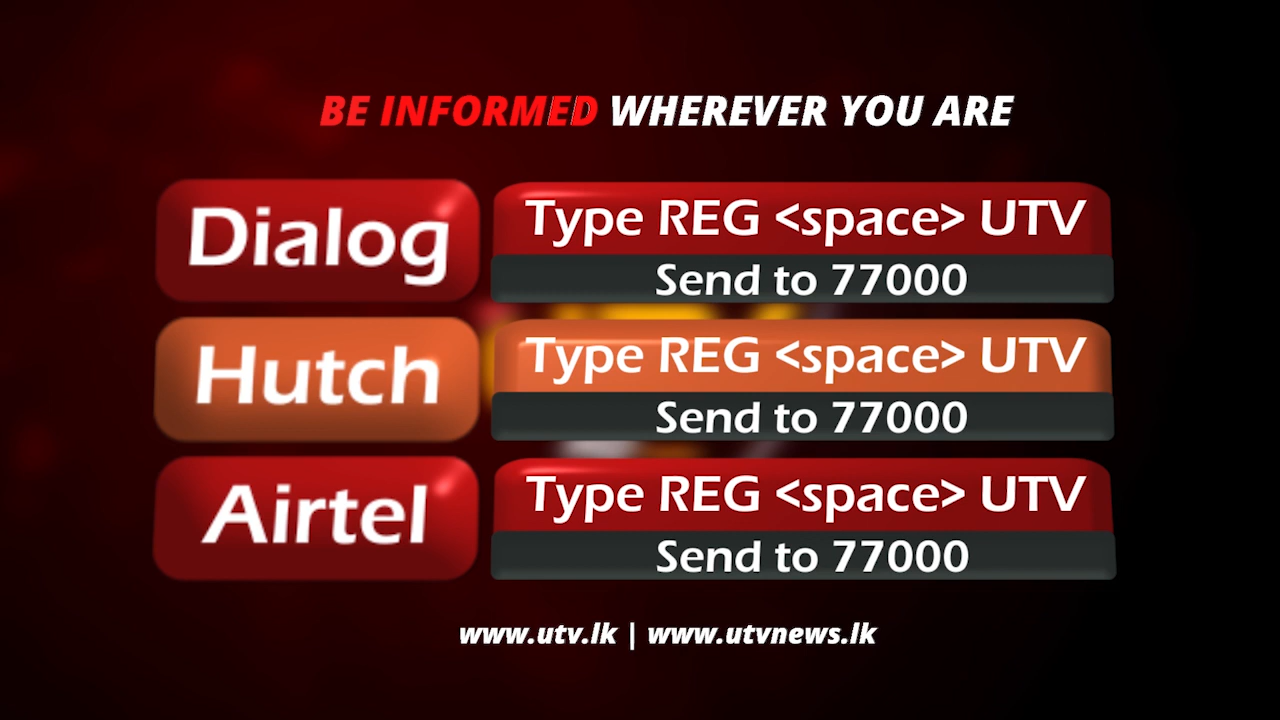 BE INFORMED WHEREVER YOU ARE
Dialog
Type REG <space> UTV
Send to 77000
Hutch
Type REG <space> UTV
Send to 77000
Airtel
Type REG <space> UTV
Send to 77000
www.utv.lk | www.utvnews.lk